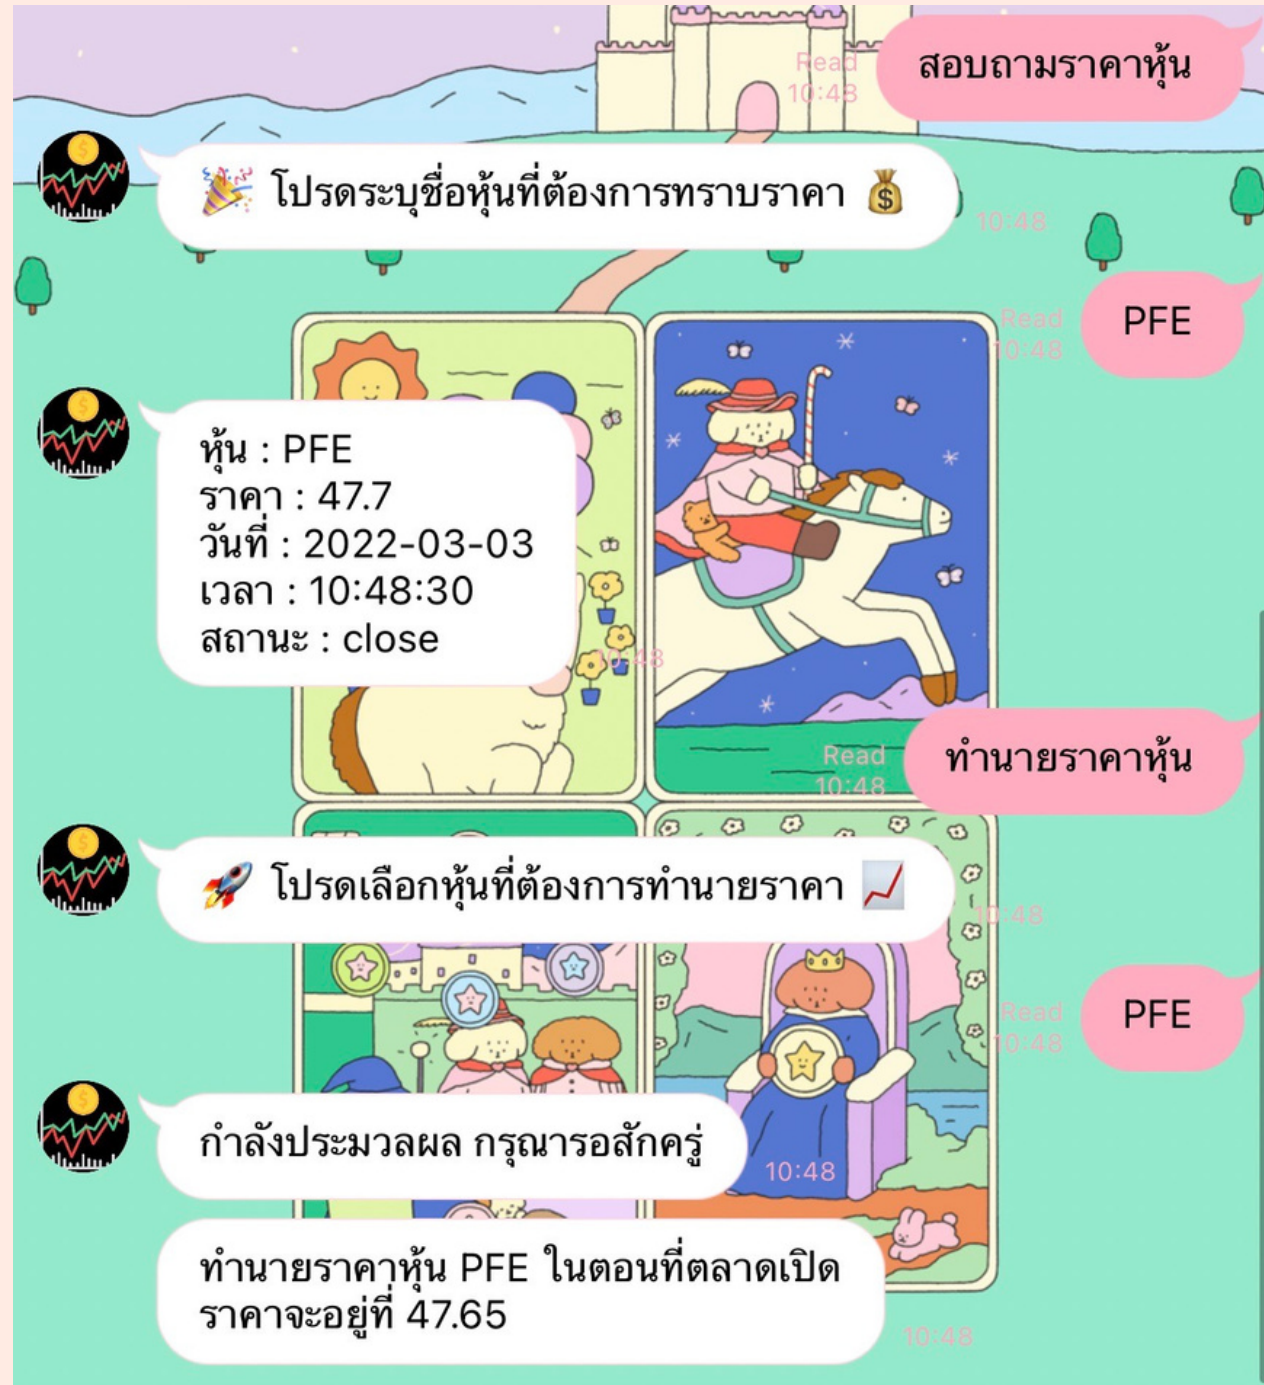 สอบถามราคาหุ้น
Read
10:48
🎉 โปรดระบุชื่อหุ้นที่ต้องการทราบราคา 💰
10:48
PFE
Read
10:48
หุ้น : PFE
ราคา : 47.7
วันที่ : 2022-03-03
เวลา : 10:48:30
สถานะ : close
10:48
ทำนายราคาหุ้น
Read
10:48
🚀 โปรดเลือกหุ้นที่ต้องการทำนายราคา 📈
10:48
PFE
Read
10:48
กำลังประมวลผล กรุณารอสักครู่
10:48
ทำนายราคาหุ้น PFE ในตอนที่ตลาดเปิด
ราคาจะอยู่ที่ 47.65
10:48